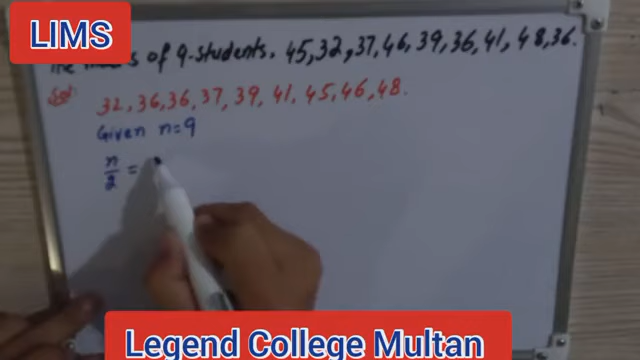 LIMS
of 9-students. 45,32,37,46,39,36,41,48,36.
Sol:
32,36,36,37,39,41,45,46,48.
Given n=9
n/2 =
Legend College Multan